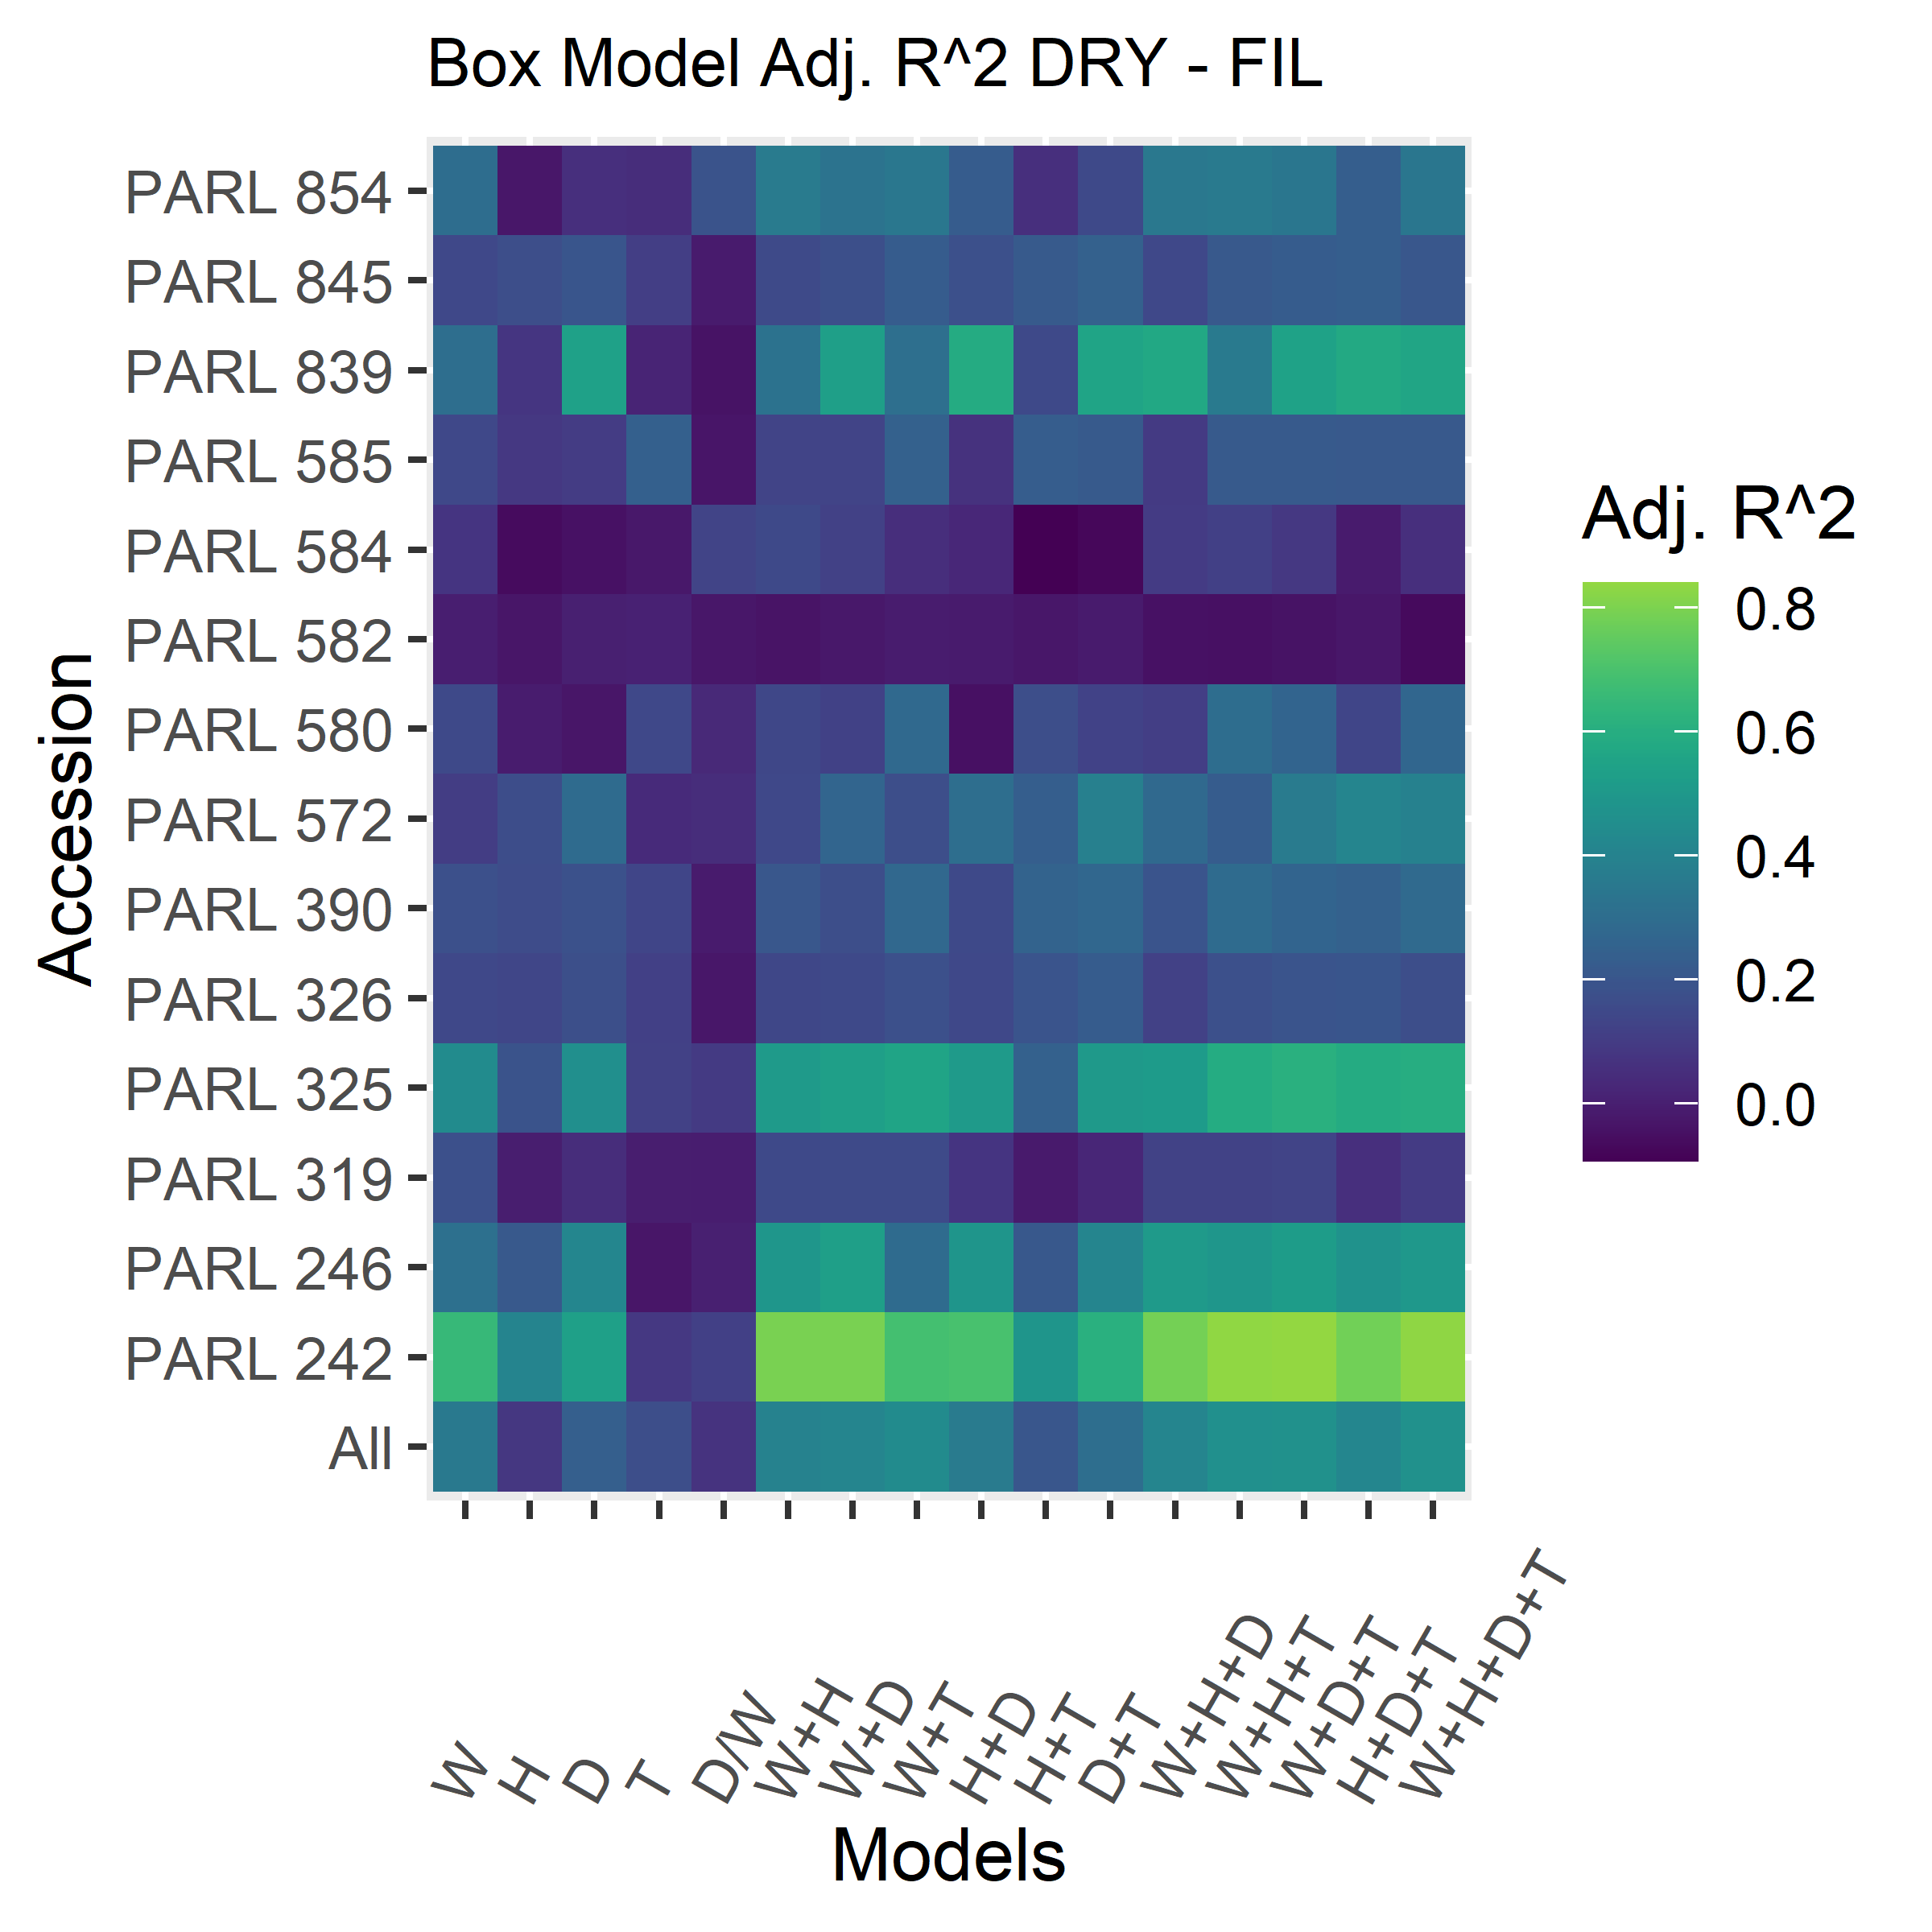 Box Model Adj. R^2 DRY - FIL
Accession
PARL 854
PARL 845
PARL 839
PARL 585
PARL 584
PARL 582
PARL 580
PARL 572
PARL 390
PARL 326
PARL 325
PARL 319
PARL 246
PARL 242
All
W
H
D
T
D/W
W+H
W+D
W+T
H+D
H+T
D+T
W+H+D
W+H+T
W+D+T
H+D+T
W+H+D+T
Models
Adj. R^2
0.8
0.6
0.4
0.2
0.0